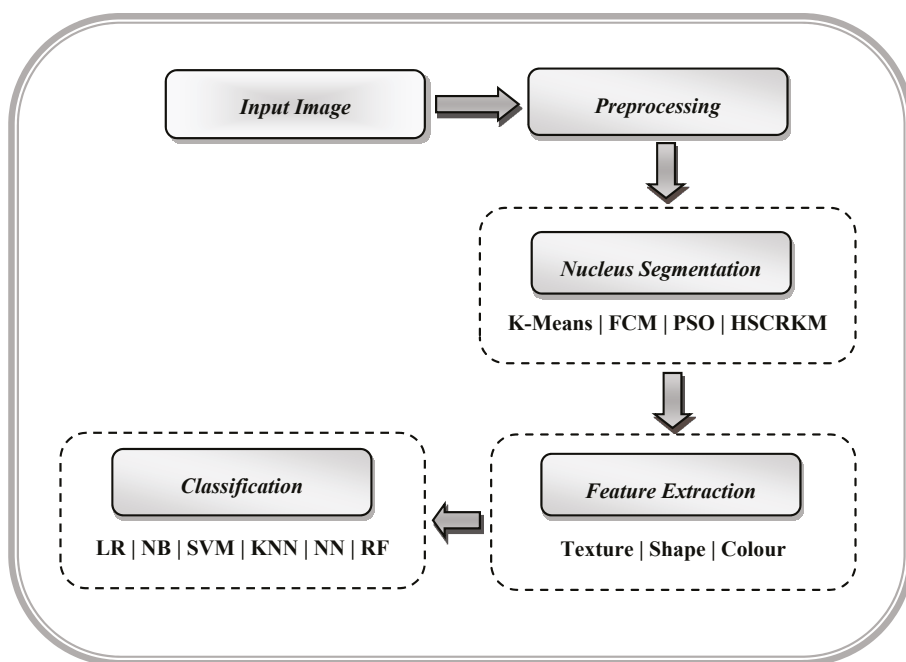 Input Image
Preprocessing
Nucleus Segmentation
K-Means | FCM | PSO | HSCRKM
Feature Extraction
Texture | Shape | Colour
Classification
LR | NB | SVM | KNN | NN | RF